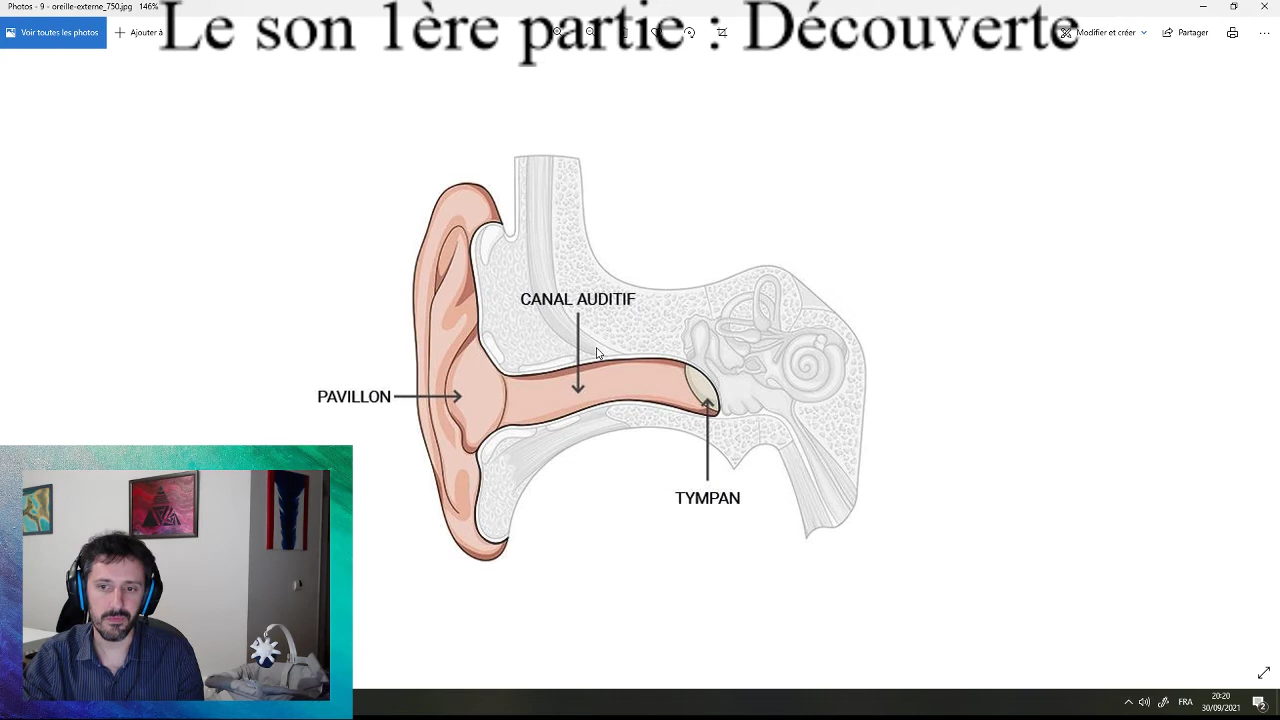 Photos - 9 - oreille-externe_750.jpg 146%
Voir toutes les photos
Ajouter à
Le son 1ère partie : Découverte
Modifier et créer
Partager
CANAL AUDITIF
PAVILLON
TYMPAN
FRA
20:20
30/09/2021
2